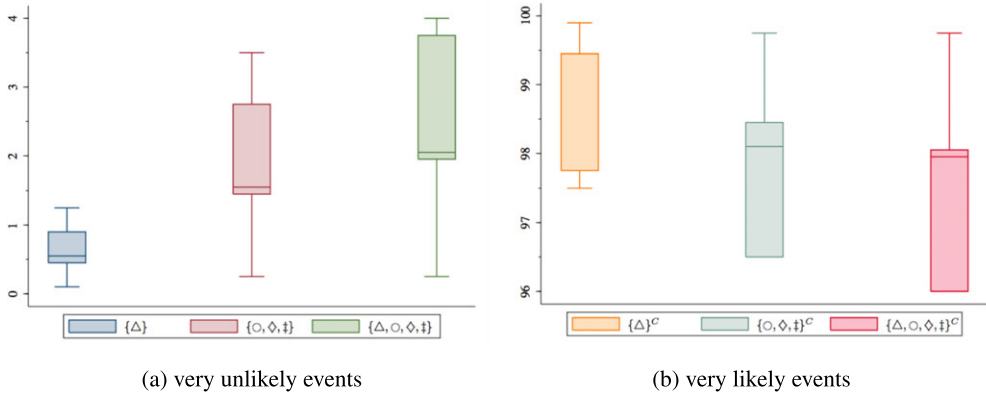 4
3
2
1
0
{△} {○,◇,‡} {△,○,◇,‡}
(a) very unlikely events
100
99
98
97
96
{△}ᶜ {○,◇,‡}ᶜ {△,○,◇,‡}ᶜ
(b) very likely events